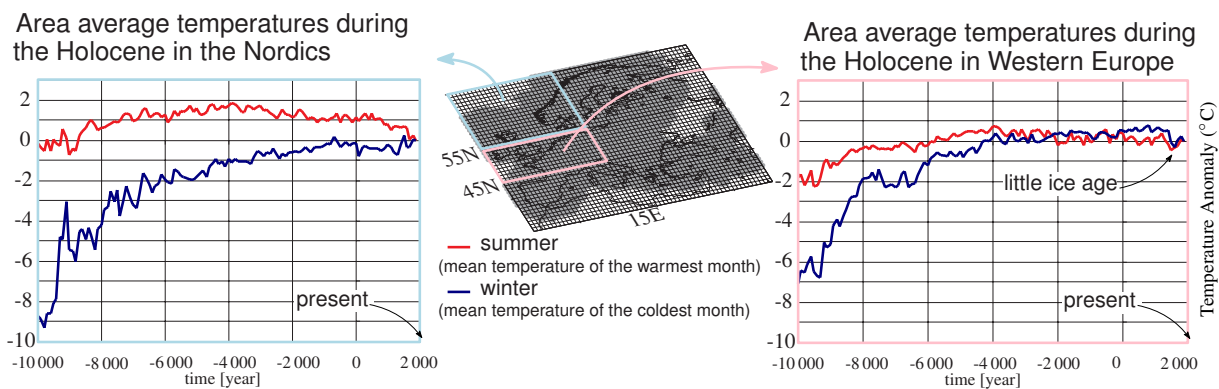 Area average temperatures during
the Holocene in the Nordics
2
0
-2
-4
-6
-8
-10
present
-10 000
-8 000
-6 000
-4 000
-2 000
0
2 000
time [year]
55N
45N
15E
summer
(mean temperature of the warmest month)
winter
(mean temperature of the coldest month)
Area average temperatures during
the Holocene in Western Europe
2
0
-2
-4
-6
-8
-10
little ice age
present
-10 000
-8 000
-6 000
-4 000
-2 000
0
2 000
time [year]
Temperature Anomaly (°C)